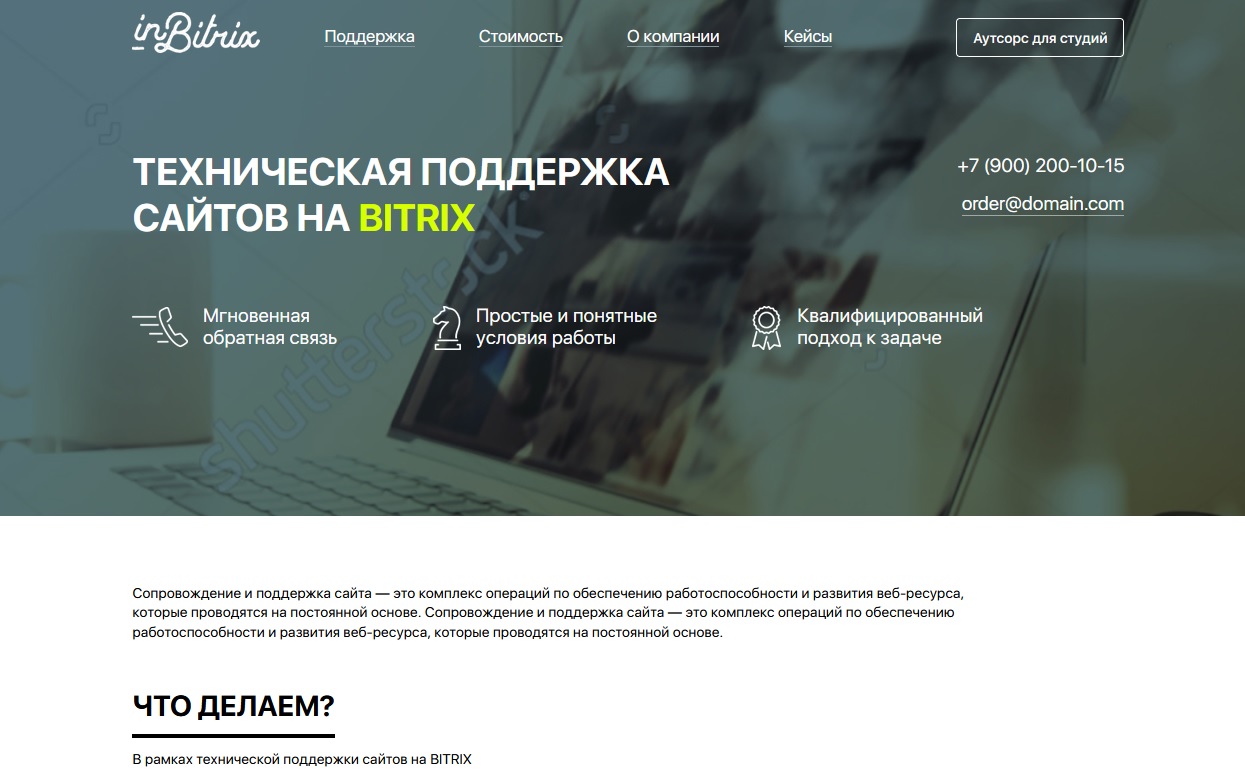 inBitrix
Поддержка
Стоимость
О компании
Кейсы
Аутсорс для студий
ТЕХНИЧЕСКАЯ ПОДДЕРЖКА
САЙТОВ НА BITRIX
+7 (900) 200-10-15
order@domain.com
Мгновенная
обратная связь
Простые и понятные
условия работы
Квалифицированный
подход к задаче
shutterstock
Сопровождение и поддержка сайта — это комплекс операций по обеспечению работоспособности и развития веб-ресурса,
которые проводятся на постоянной основе. Сопровождение и поддержка сайта — это комплекс операций по обеспечению
работоспособности и развития веб-ресурса, которые проводятся на постоянной основе.
ЧТО ДЕЛАЕМ?
В рамках технической поддержки сайтов на BITRIX